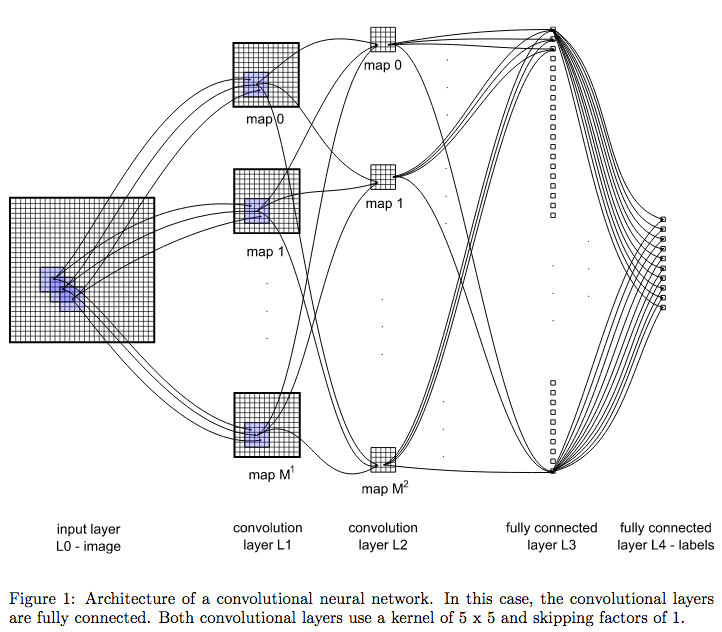 map 0
map 0
map 1
map 1
map M1
map M2
input layer
L0 - image
convolution
layer L1
convolution
layer L2
fully connected
layer L3
fully connected
layer L4 - labels
Figure 1: Architecture of a convolutional neural network. In this case, the convolutional layers
are fully connected. Both convolutional layers use a kernel of 5 x 5 and skipping factors of 1.